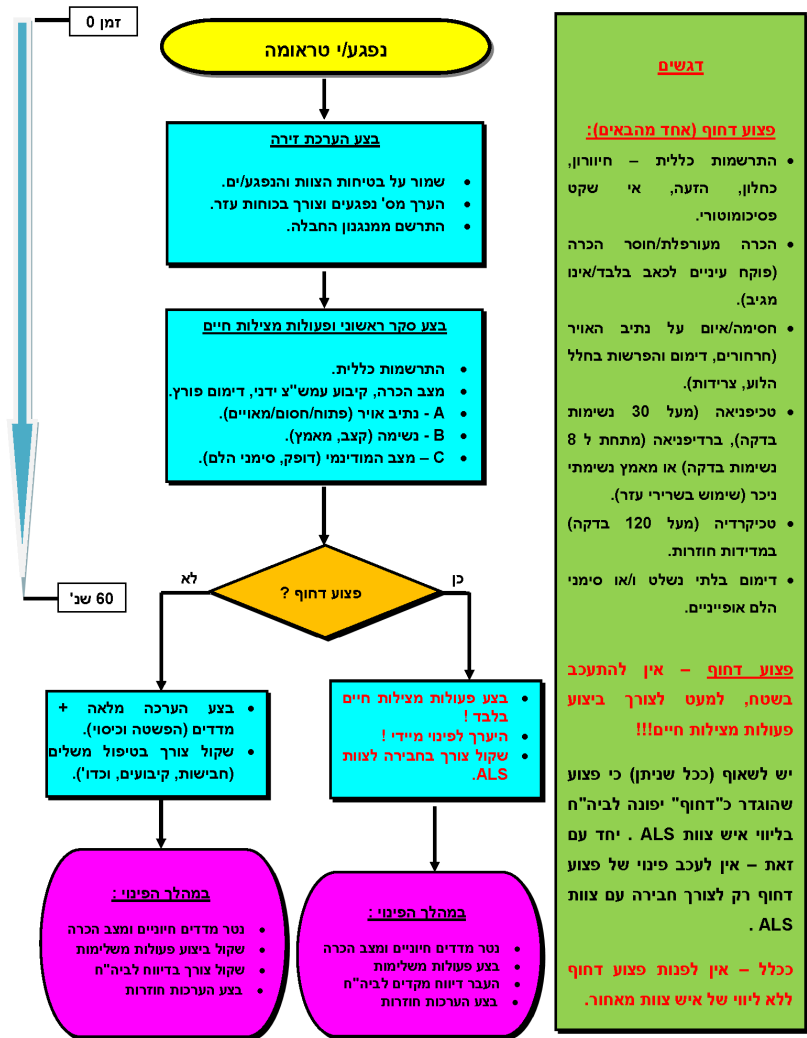 זמן 0
נפגע/י טראומה
בצע הערכת זירה
• שמור על בטיחות הצוות והנפגע/ים.
• הערך מס' נפגעים וצורך בכוחות עזר.
• התרשם ממנגנון החבלה.
בצע סקר ראשוני ופעולות מצילות חיים
• התרשמות כללית.
• מצב הכרה, קיבוע עמש"צ ידני, דימום פורץ.
• A - נתיב אויר (פתוח/חסום/מאויים).
• B - נשימה (קצב, מאמץ).
• C – מצב המודינמי (דופק, סימני הלם).
60 שנ'
פצוע דחוף ?
כן
לא
• בצע פעולות מצילות חיים
בלבד !
• היערך לפינוי מיידי !
• שקול צורך בחבירה לצוות
ALS.
• בצע הערכה מלאה +
מדדים (הפשטה וכיסוי).
• שקול צורך בטיפול משלים
(חבישות, קיבועים, וכדו').
במהלך הפינוי :
• נטר מדדים חיוניים ומצב הכרה
• בצע פעולות משלימות
• העבר דיווח מקדים לביה"ח
• בצע הערכות חוזרות
במהלך הפינוי :
• נטר מדדים חיוניים ומצב הכרה
• שקול ביצוע פעולות משלימות
• שקול צורך בדיווח לביה"ח
• בצע הערכות חוזרות
דגשים
פצוע דחוף (אחד מהבאים):
• התרשמות כללית – חיוורון,
כחלון, הזעה, אי שקט
פסיכומוטורי.
• הכרה מעורפלת/חוסר הכרה
(פוקח עיניים לכאב בלבד/אינו
מגיב).
• חסימה/איום על נתיב האויר
(חרחורים, דימום והפרשות בחלל
הלוע, צרידות).
• טכיפניאה (מעל 30 נשימות
בדקה), ברדיפניאה (מתחת ל 8
נשימות בדקה) או מאמץ נשימתי
ניכר (שימוש בשרירי עזר).
• טכיקרדיה (מעל 120 בדקה)
במדידות חוזרות.
• דימום בלתי נשלט ו/או סימני
הלם אופייניים.
פצוע דחוף – אין להתעכב
בשטח, למעט לצורך ביצוע
פעולות מצילות חיים!!!
יש לשאוף (ככל שניתן) כי פצוע
שהוגדר כ"דחוף" יפונה לביה"ח
בליווי איש צוות ALS . יחד עם
זאת – אין לעכב פינוי של פצוע
דחוף רק לצורך חבירה עם צוות
ALS .
ככלל – אין לפנות פצוע דחוף
ללא ליווי של איש צוות מאחור.